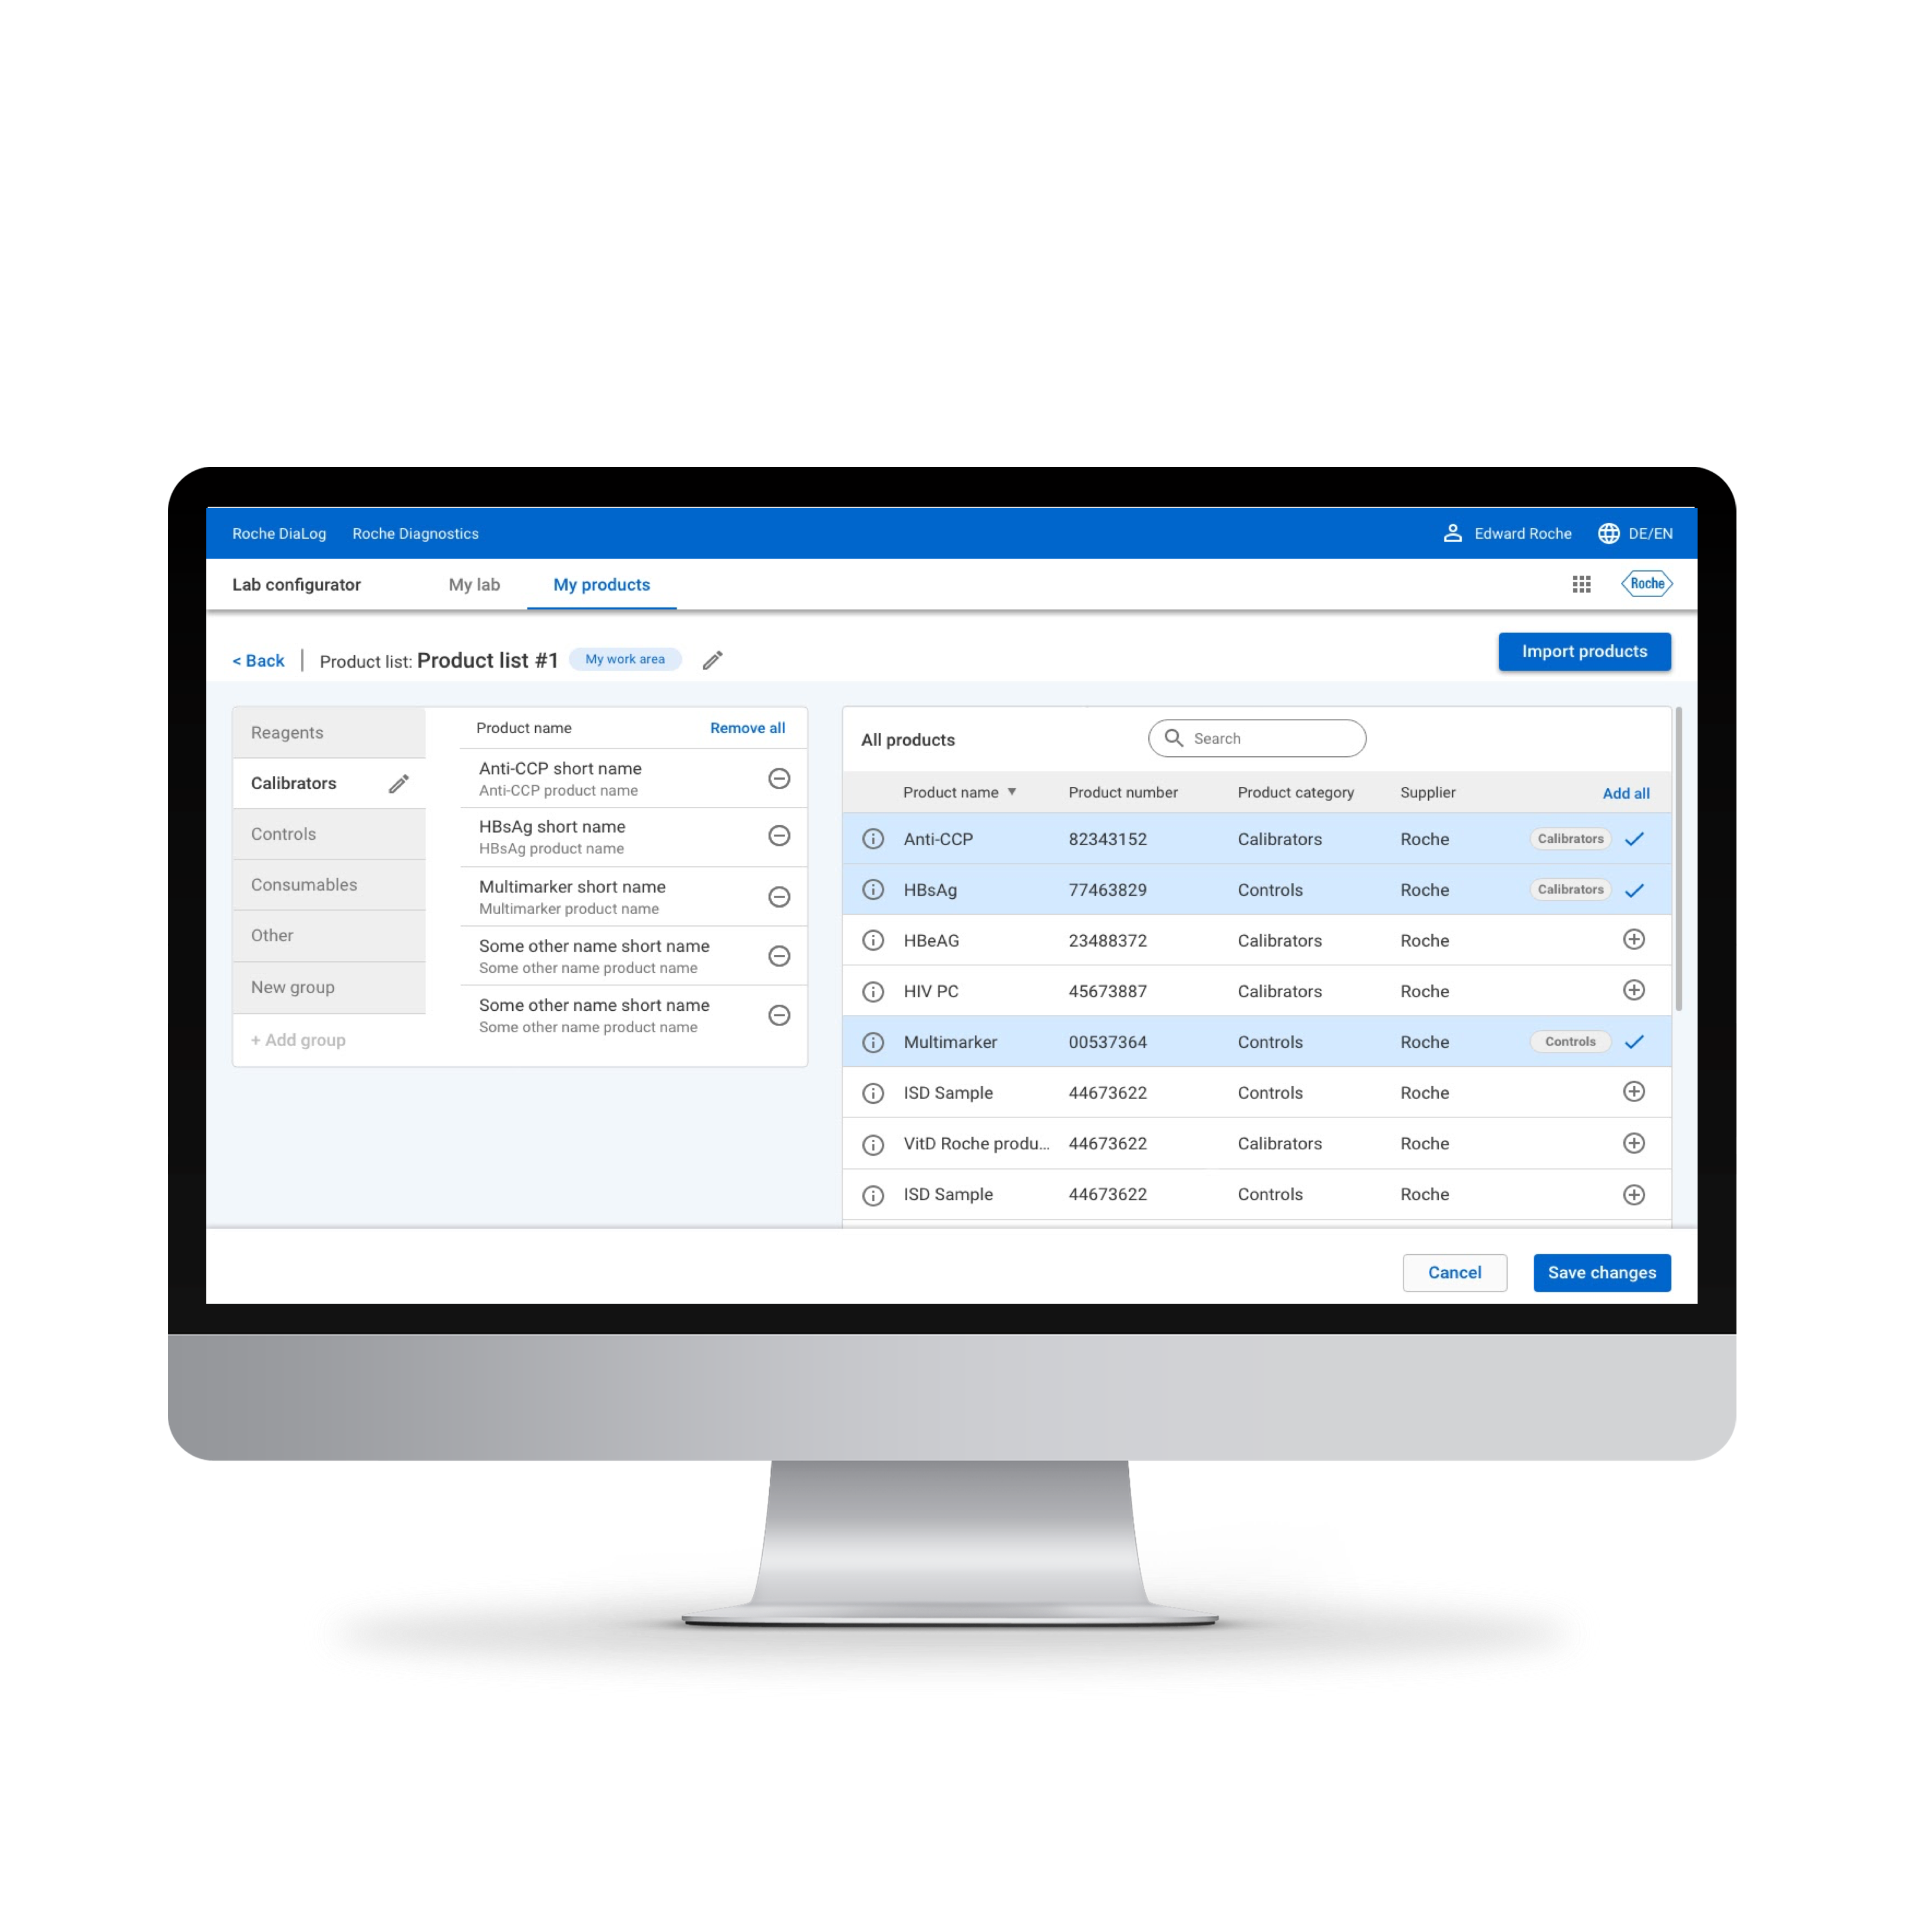 Roche DiaLog Roche Diagnostics Edward Roche DE/EN
Lab configurator My lab My products Roche
< Back | Product list: Product list #1 My work area Import products
Reagents
Calibrators
Controls
Consumables
Other
New group
+ Add group
Product name Remove all
Anti-CCP short name
Anti-CCP product name
HBsAg short name
HBsAg product name
Multimarker short name
Multimarker product name
Some other name short name
Some other name product name
Some other name short name
Some other name product name
All products Search
Product name Product number Product category Supplier Add all
Anti-CCP 82343152 Calibrators Roche Calibrators
HBsAg 77463829 Controls Roche Calibrators
HBeAG 23488372 Calibrators Roche
HIV PC 45673887 Calibrators Roche
Multimarker 00537364 Controls Roche Controls
ISD Sample 44673622 Controls Roche
VitD Roche produ... 44673622 Calibrators Roche
ISD Sample 44673622 Controls Roche
Cancel Save changes